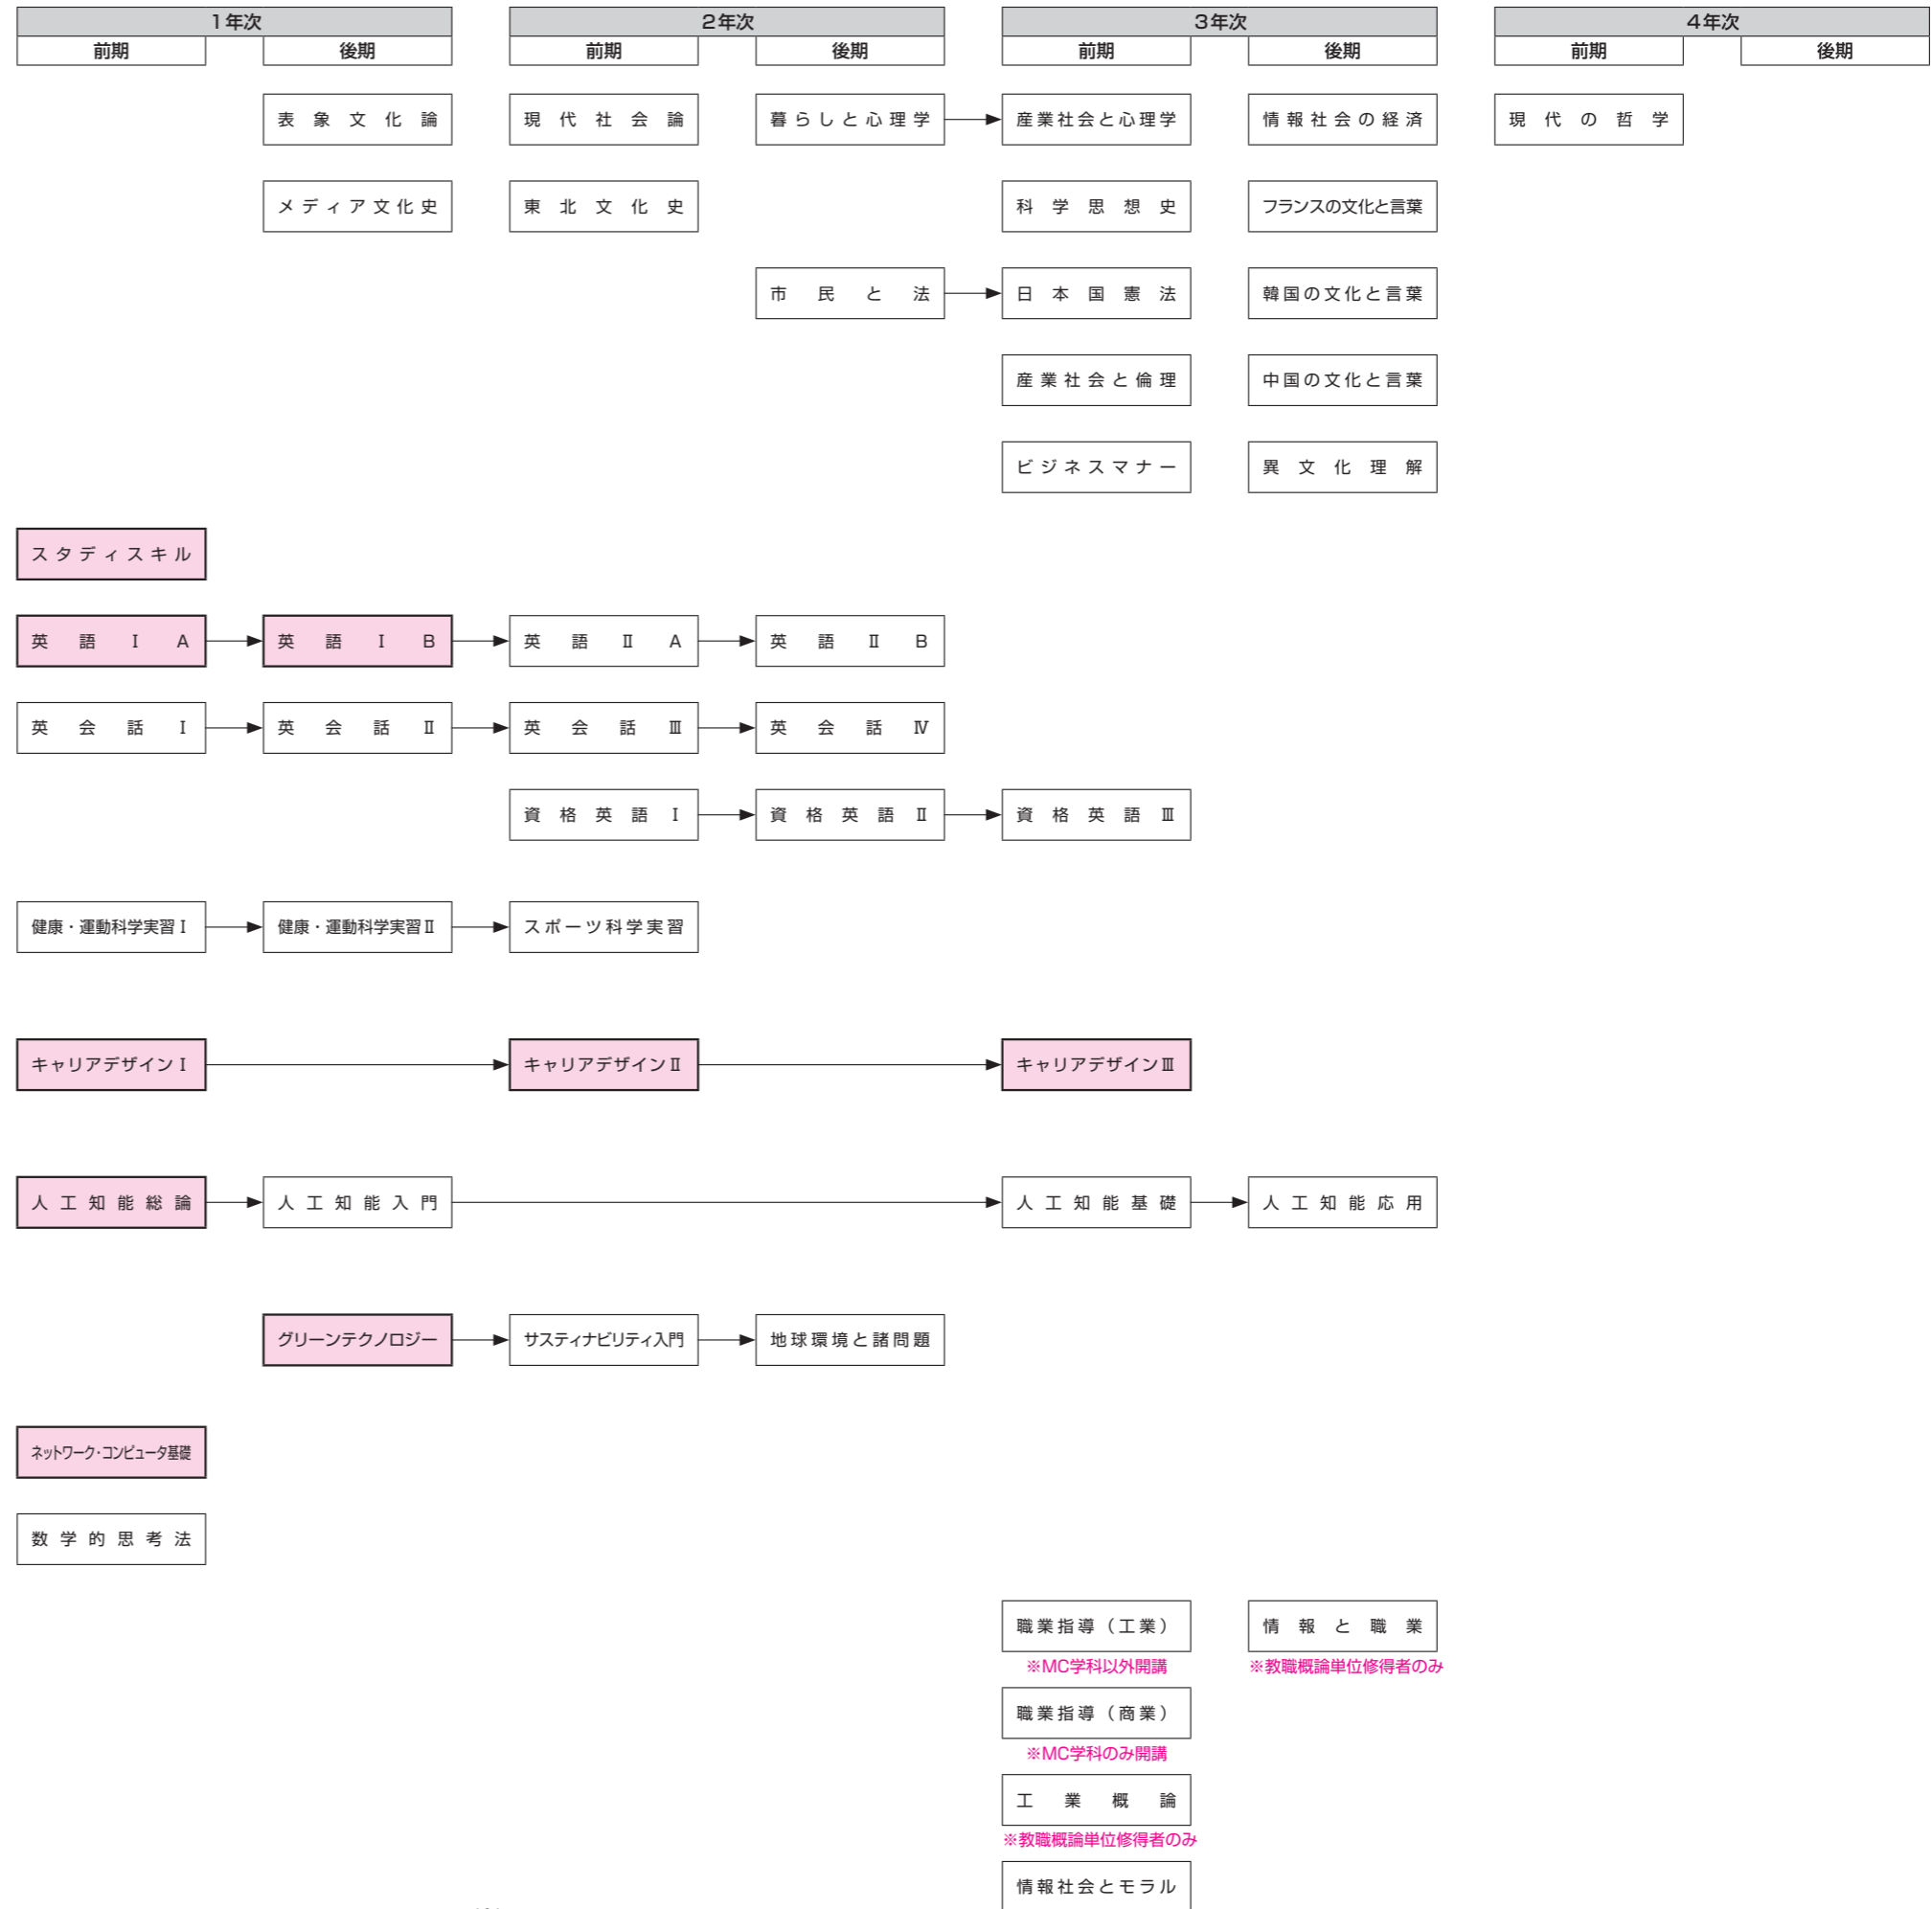 1年次 2年次 3年次 4年次
前期 後期 前期 後期 前期 後期 前期 後期
表象文化論 現代社会論 暮らしと心理学 産業社会と心理学 情報社会の経済 現代の哲学
メディア文化史 東北文化史 科学思想史 フランスの文化と言葉
市民と法 日本国憲法 韓国の文化と言葉
産業社会と倫理 中国の文化と言葉
ビジネスマナー 異文化理解
スタディスキル
英語ⅠA 英語ⅠB 英語ⅡA 英語ⅡB
英会話Ⅰ 英会話Ⅱ 英会話Ⅲ 英会話Ⅳ
資格英語Ⅰ 資格英語Ⅱ 資格英語Ⅲ
健康・運動科学実習Ⅰ 健康・運動科学実習Ⅱ スポーツ科学実習
キャリアデザインⅠ キャリアデザインⅡ キャリアデザインⅢ
人工知能総論 人工知能入門 人工知能基礎 人工知能応用
グリーンテクノロジー サスティナビリティ入門 地球環境と諸問題
ネットワーク・コンピュータ基礎
数学的思考法
職業指導(工業) 情報と職業
※MC学科以外開講 ※教職概論単位修得者のみ
職業指導(商業)
※MC学科のみ開講
工業概論
※教職概論単位修得者のみ
情報社会とモラル